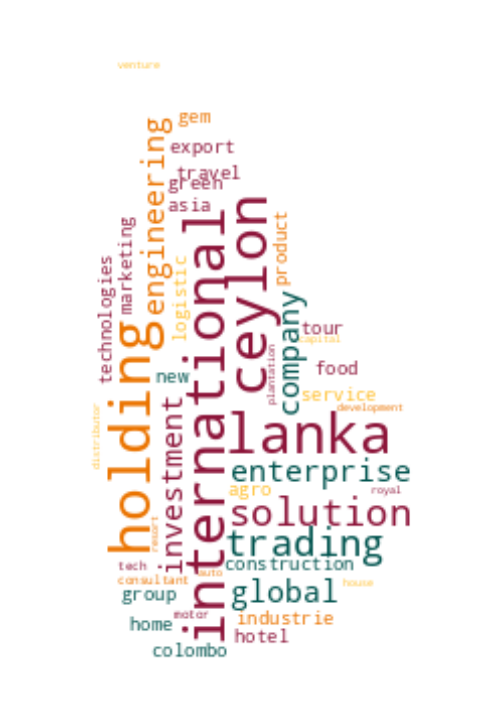 venture
gem
engineering
export
travel
green
asia
ceylon
international
product
marketing
technologies
logistic
company
tour
capital
holding
plantation
food
new
service
investment
development
distributor
lanka
enterprise
agro
royal
solution
resort
trading
construction
tech
auto
consultant
house
group
global
motor
industrie
home
hotel
colombo